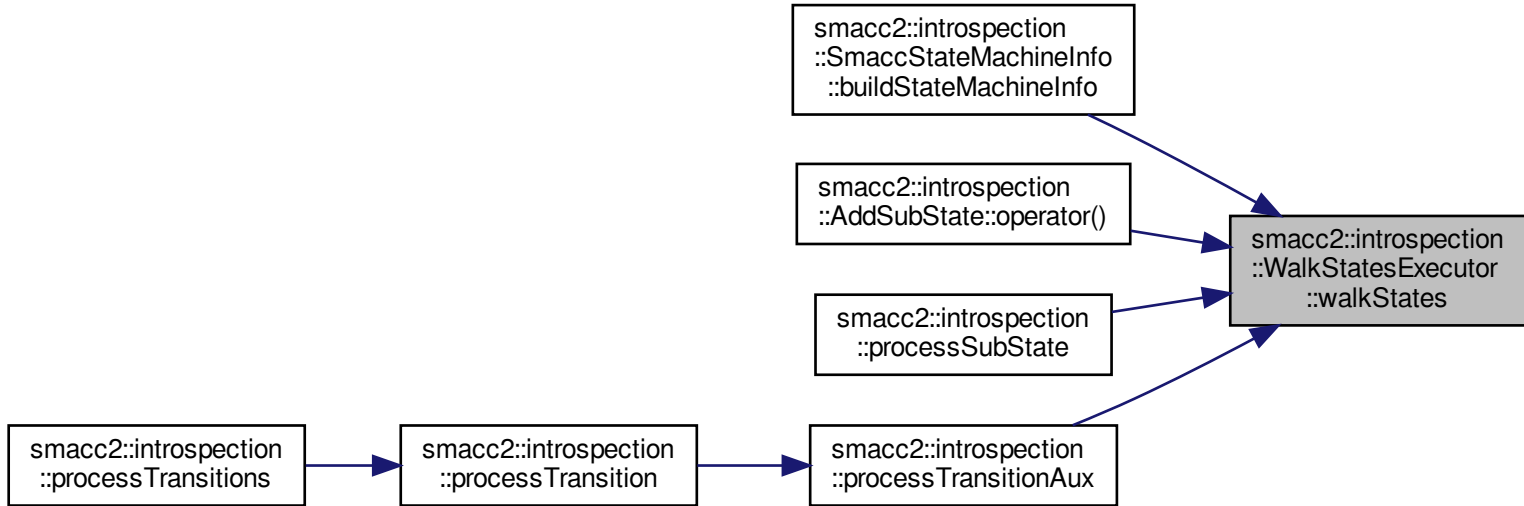 smacc2::introspection
::SmaccStateMachineInfo
::buildStateMachineInfo
smacc2::introspection
::AddSubState::operator()
smacc2::introspection
::WalkStatesExecutor
::walkStates
smacc2::introspection
::processSubState
smacc2::introspection
::processTransitions
smacc2::introspection
::processTransition
smacc2::introspection
::processTransitionAux